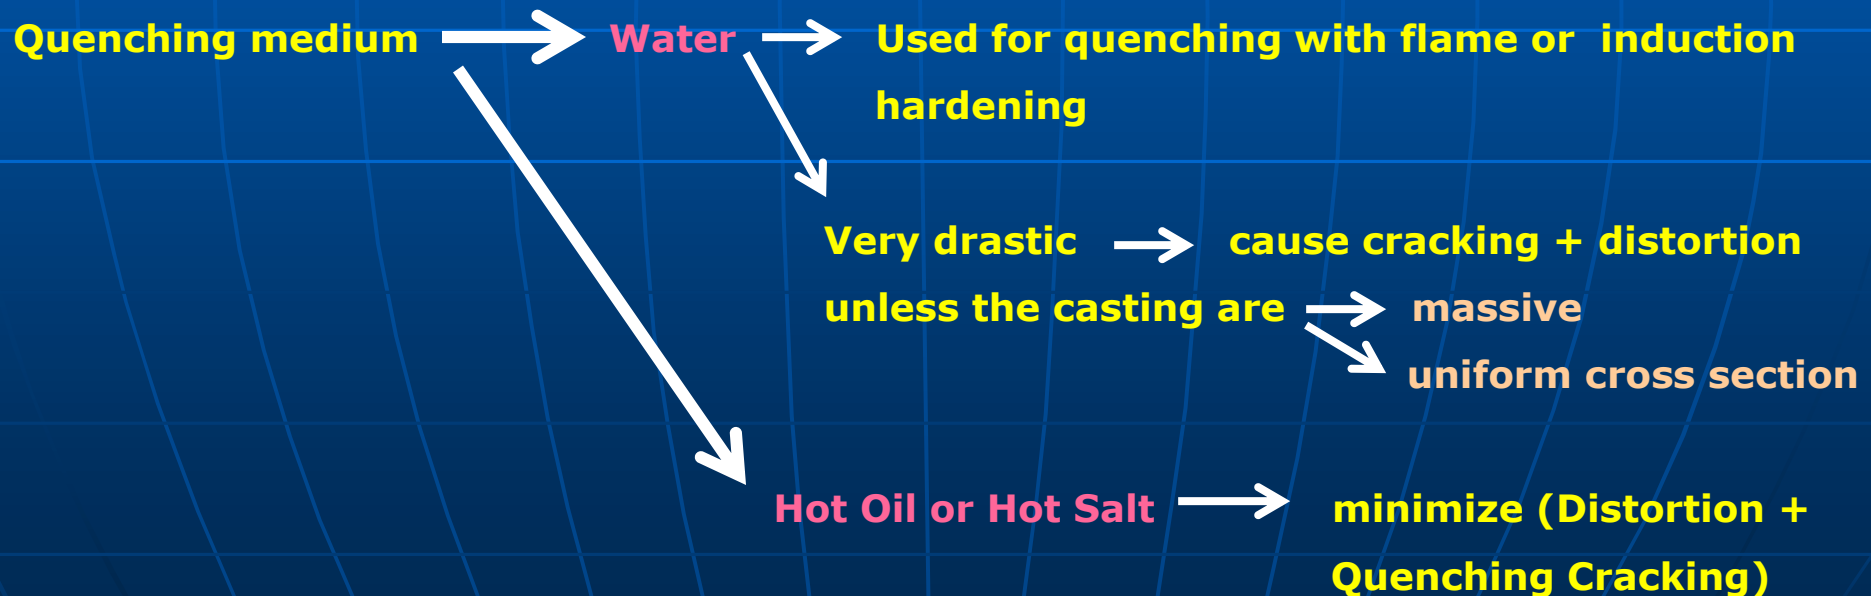 Quenching medium Water Used for quenching with flame or induction
hardening
Very drastic cause cracking + distortion
unless the casting are massive
uniform cross section
Hot Oil or Hot Salt minimize (Distortion +
Quenching Cracking)